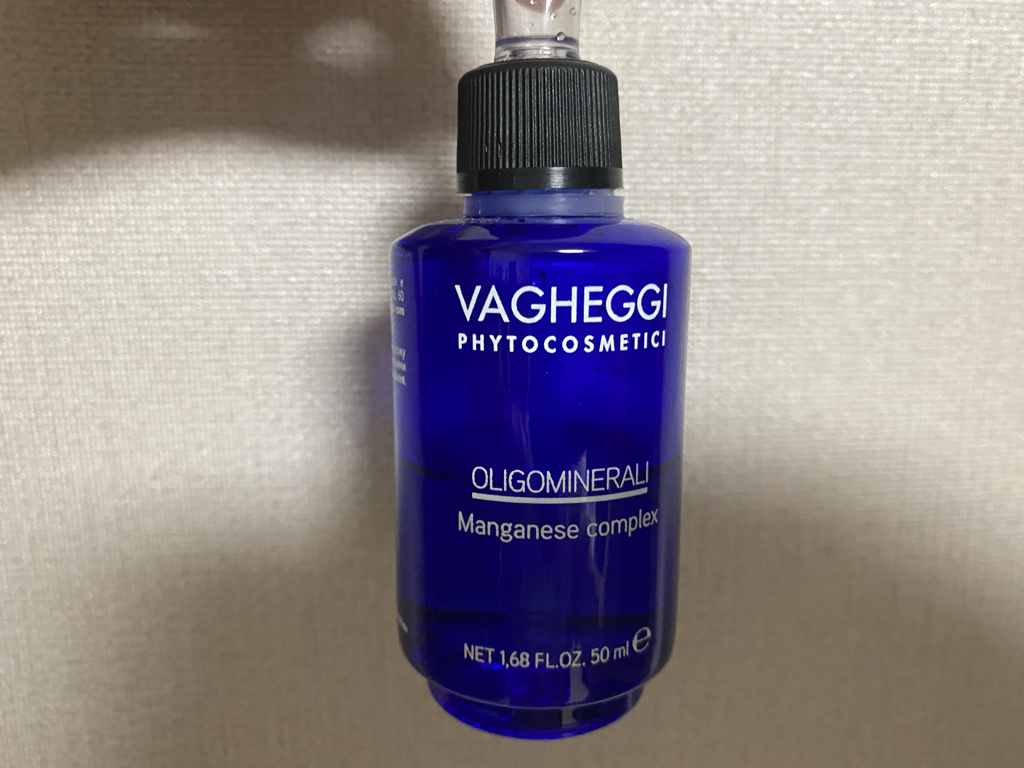 VAGHEGGI
PHYTOCOSMETICI
OLIGOMINERALI
Manganese complex
NET 1,68 FL.OZ. 50 ml e